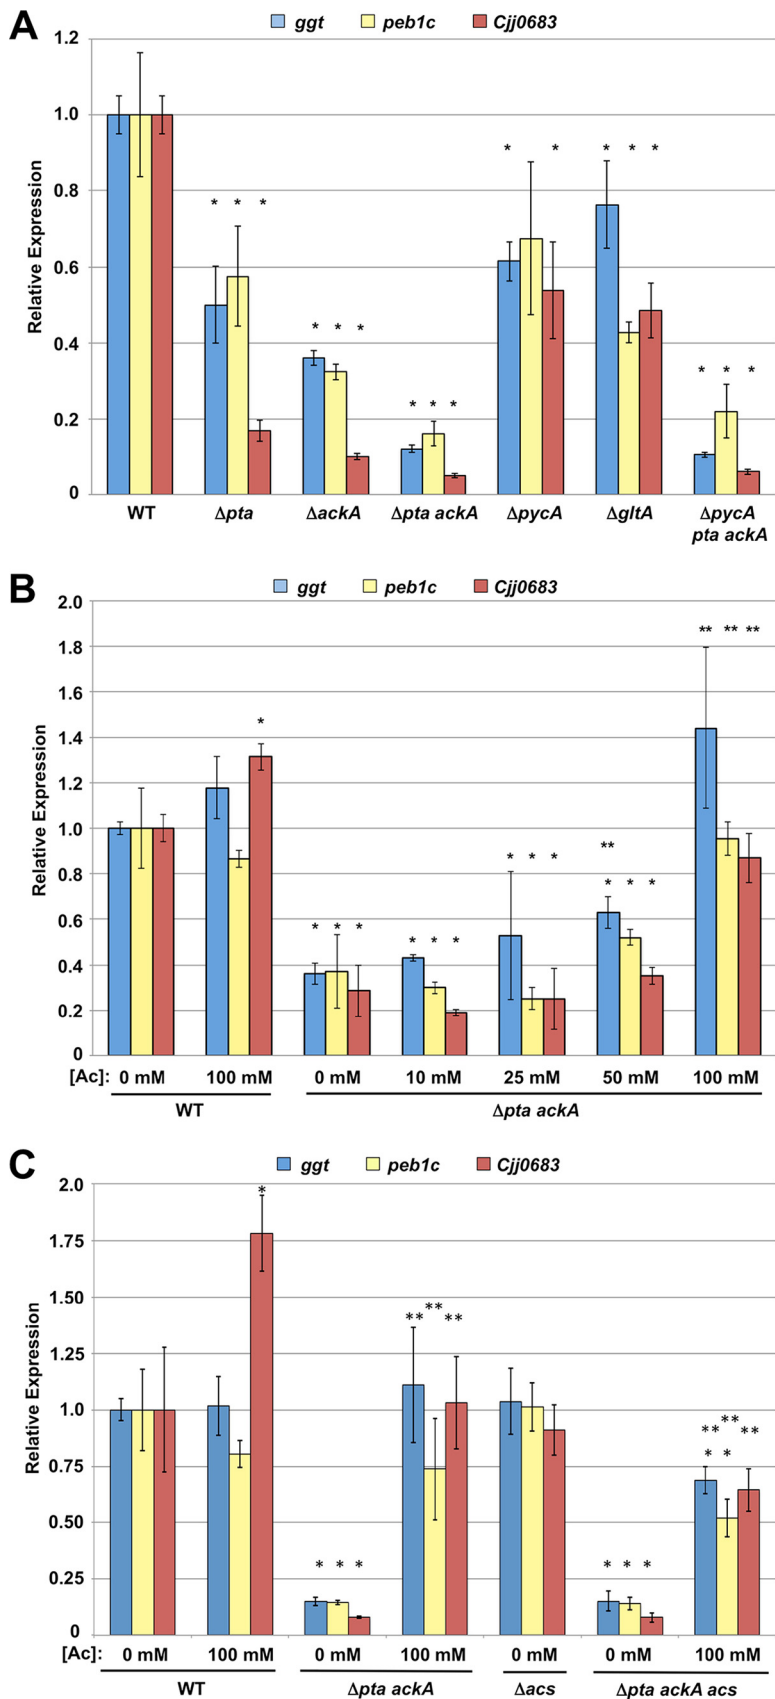 A
ggt peb1c Cjj0683
1.2
1.0
0.8
0.6
0.4
0.2
0
Relative Expression
* * *
* * *
* * *
* *
* * *
* * *
WT Δpta ΔackA Δpta ackA ΔpycA ΔgltA ΔpycA
pta ackA
B
ggt peb1c Cjj0683
2.0
1.8
1.6
1.4
1.2
1.0
0.8
0.6
0.4
0.2
0
Relative Expression
*
* * *
* * *
* * *
**
* * *
** ** **
[Ac]: 0 mM 100 mM 0 mM 10 mM 25 mM 50 mM 100 mM
WT Δpta ackA
C
ggt peb1c Cjj0683
2.0
1.75
1.50
1.25
1.0
0.75
0.50
0.25
0
Relative Expression
*
* * *
** ** **
* * *
** ** **
* *
[Ac]: 0 mM 100 mM 0 mM 100 mM 0 mM 0 mM 100 mM
WT Δpta ackA Δacs Δpta ackA acs